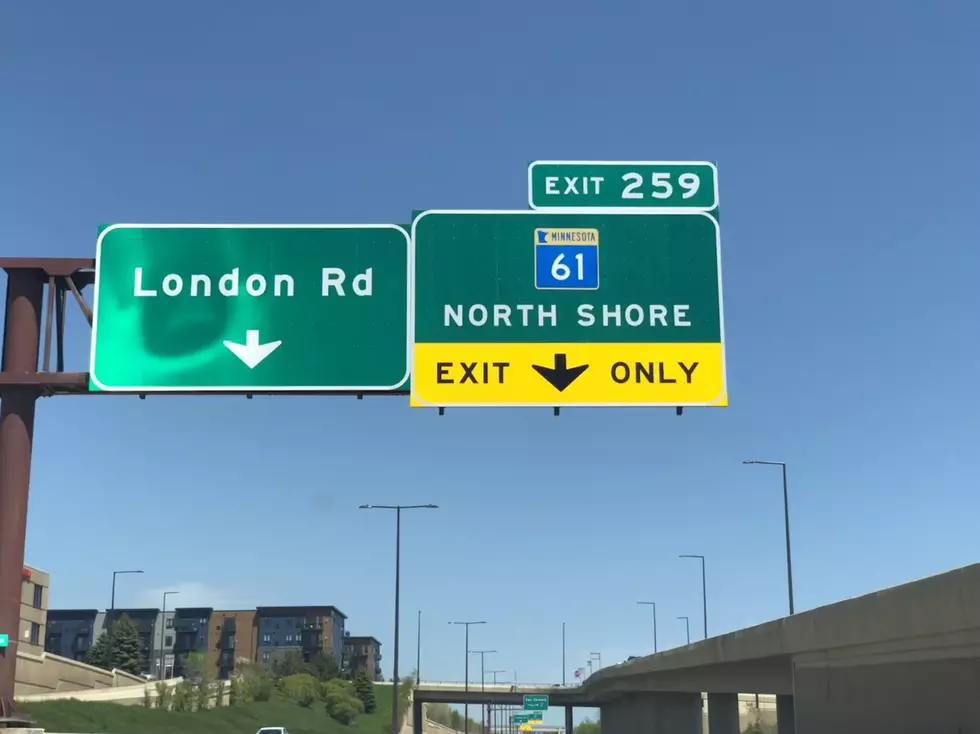 EXIT 259
London Rd
MINNESOTA
61
NORTH SHORE
EXIT ONLY